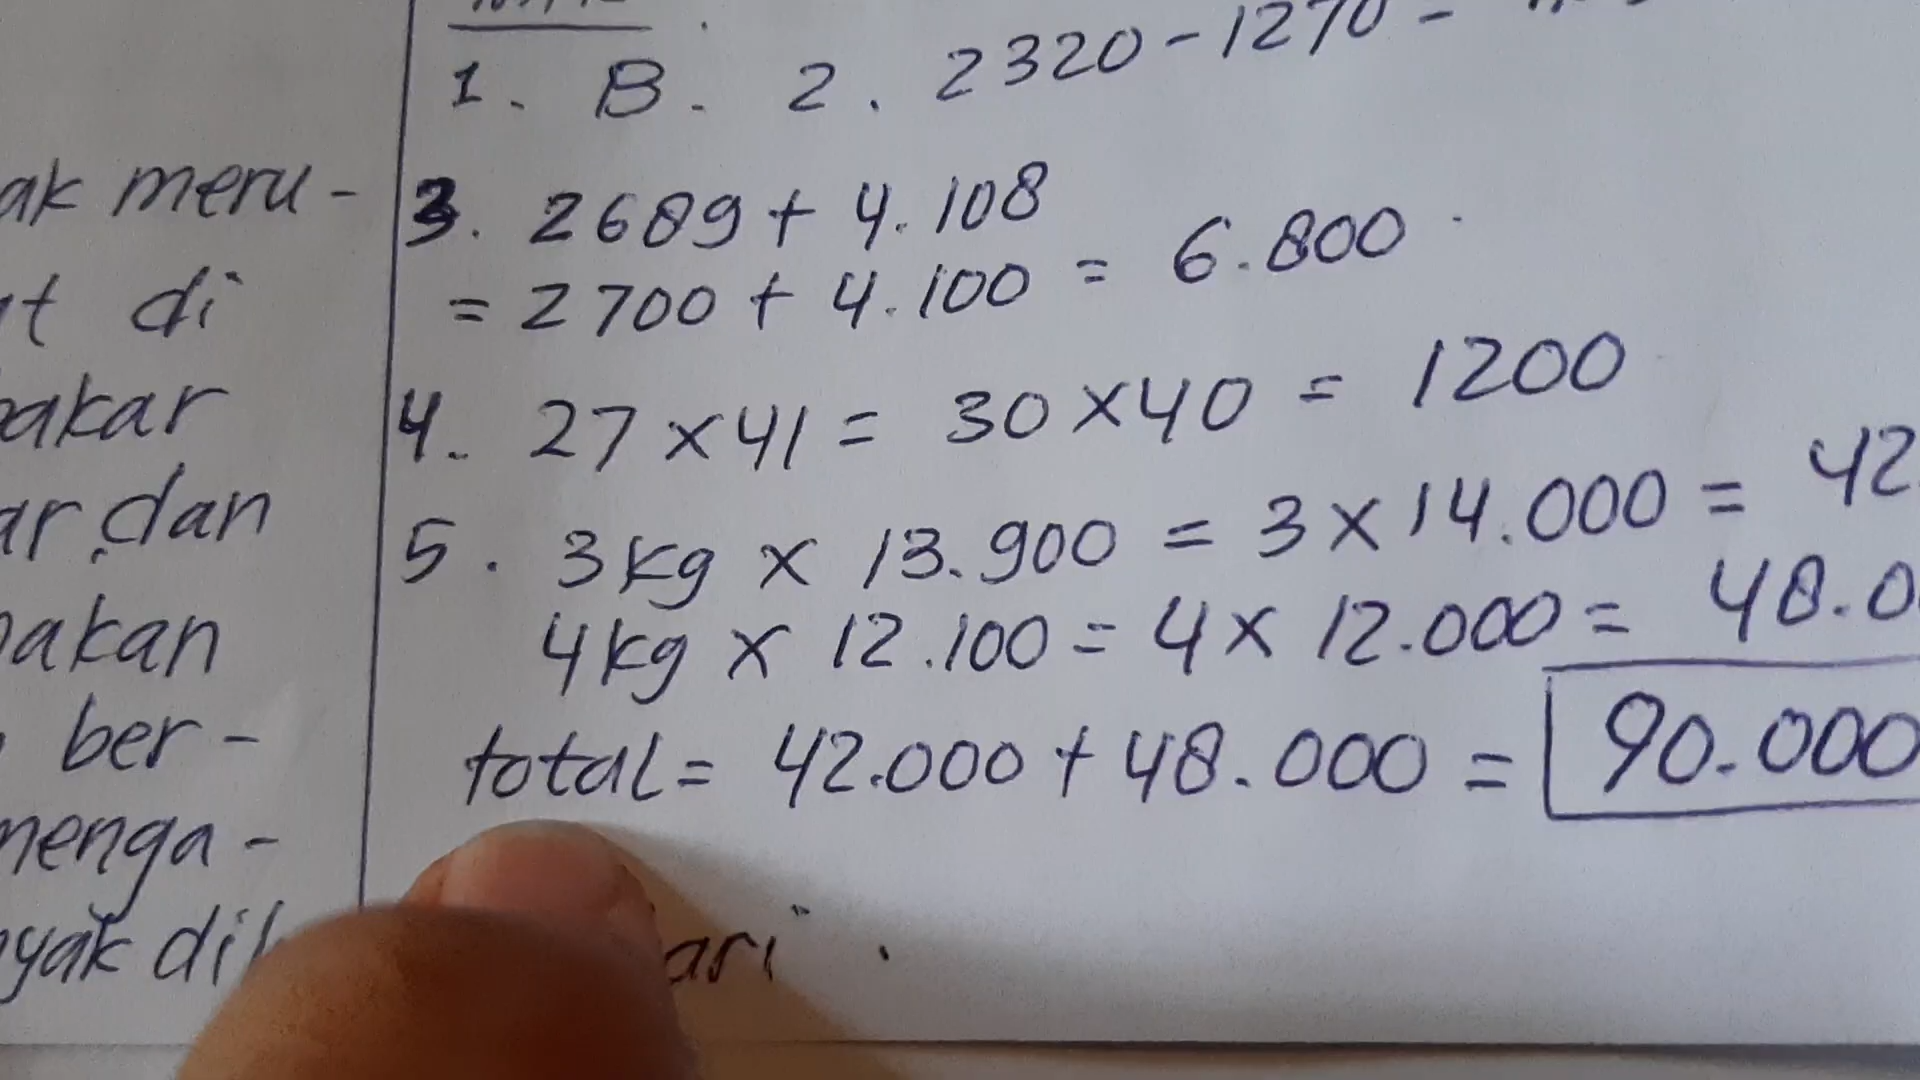 1. B. 2. 2320-1270 =
ak meru-
3. 2689 + 4.108
= 2700 + 4.100 = 6.800
t di
akar
4. 27 x 41 = 30 x 40 = 1200
ar dan
5. 3kg x 13.900 = 3 x 14.000 = 42.
akan
4kg x 12.100 = 4 x 12.000 = 48.0
ber-
total = 42.000 + 48.000 = 90.000
menga-
yak di
ari.